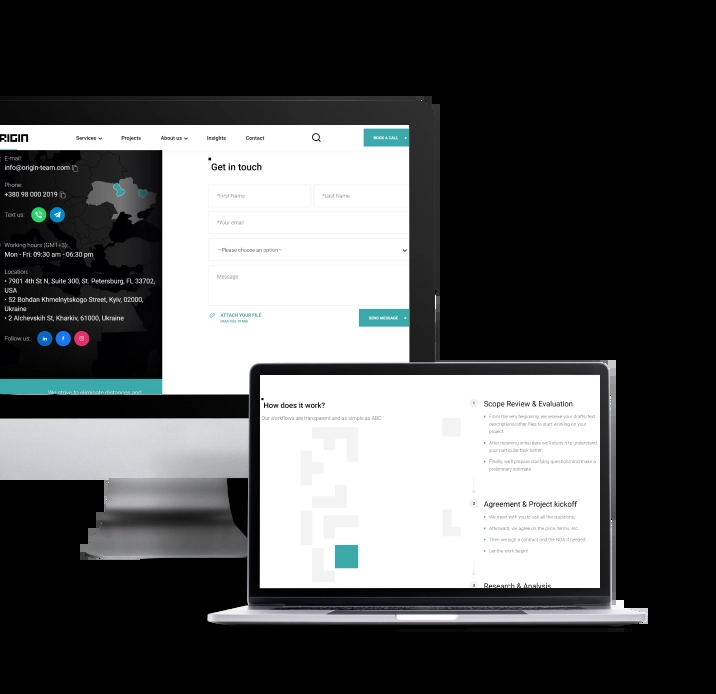 RIGIN
Services
Projects
About us
Insights
Contact
BOOK A CALL
E-mail:
info@origin-team.com
Phone:
+380 98 000 2019
Text us:
Working hours (GMT+3):
Mon - Fri: 09:30 am - 06:30 pm
Location:
• 7901 4th St N, Suite 300, St. Petersburg, FL 33702,
USA
• 52 Bohdan Khmelnytskogo Street, Kyiv, 02000,
Ukraine
• 2 Alchevskih St, Kharkiv, 61000, Ukraine
Follow us:
in
f
We strive to eliminate distances and
Get in touch
*First Name
*Last Name
*Your email
—Please choose an option—
Message
ATTACH YOUR FILE
SEND MESSAGE
How does it work?
Our workflows are transparent and as simple as ABC.
1
Scope Review & Evaluation
• From the very beginning, we receive your drafts/text
descriptions/other files to start working on your
project.
• After receiving initial data we'll study it to understand
your particular task better;
• Finally, we'll prepare clarifying questions and make a
preliminary estimate.
2
Agreement & Project kickoff
• We meet with you to ask all the questions;
• Afterward, we agree on the price, terms, etc.
• Then we sign a contract and the NDA if needed;
• Let the work begin!
3
Research & Analysis